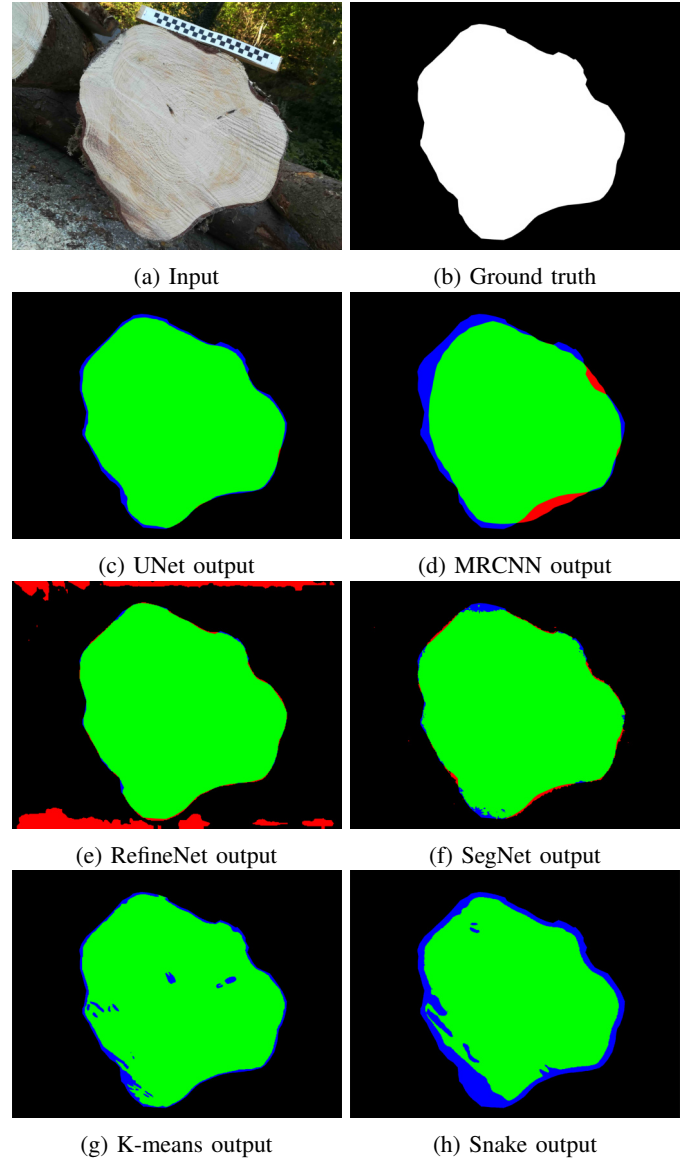 (a) Input
(b) Ground truth
(c) UNet output
(d) MRCNN output
(e) RefineNet output
(f) SegNet output
(g) K-means output
(h) Snake output